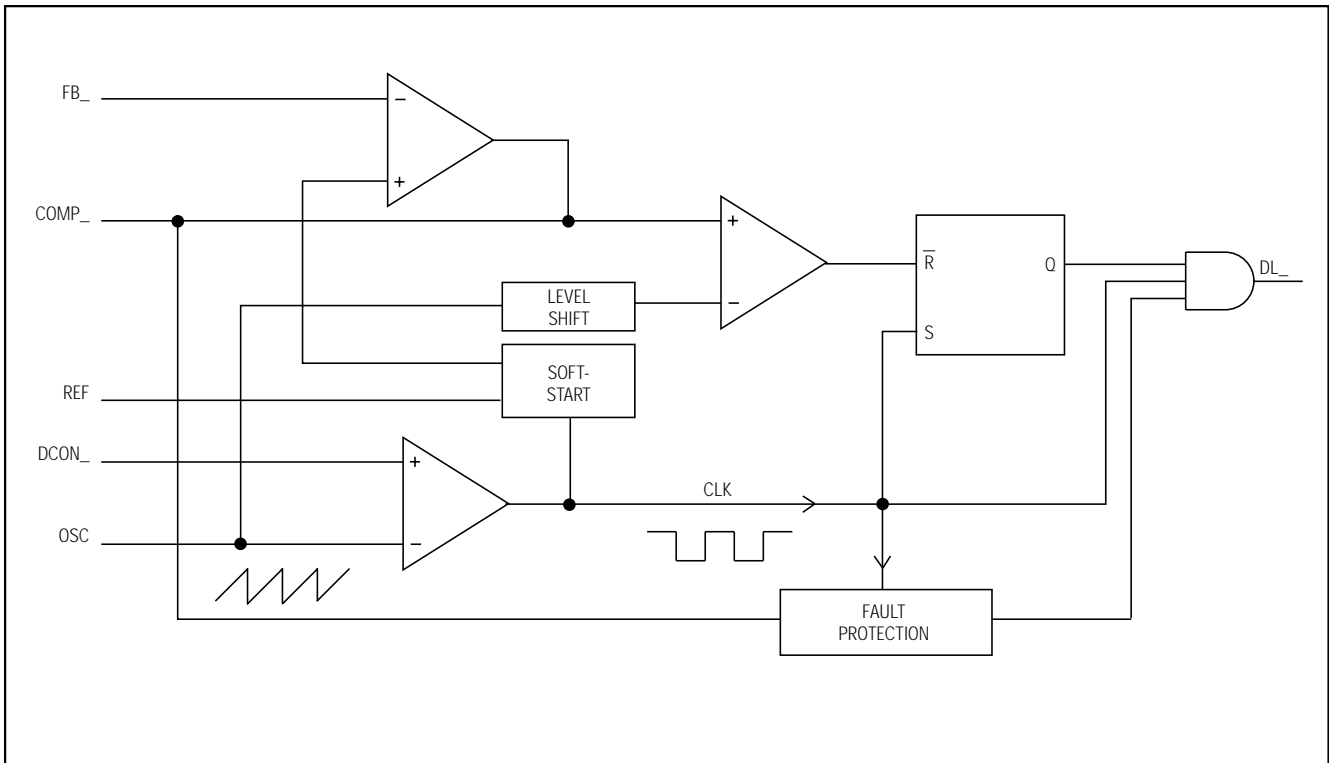 FB_
−
+
COMP_
+
R̅
Q
DL_
LEVEL
SHIFT
−
S
SOFT-
START
REF
DCON_
+
CLK
OSC
−
FAULT
PROTECTION